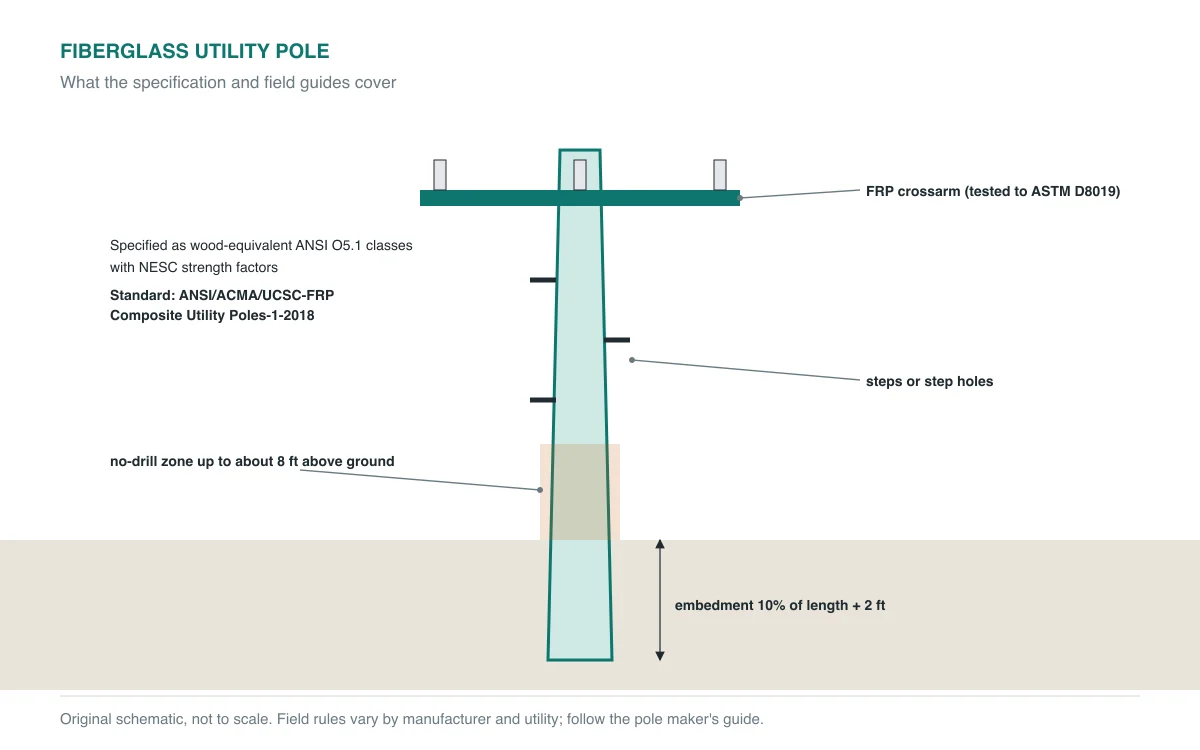 FIBERGLASS UTILITY POLE
What the specification and field guides cover
FRP crossarm (tested to ASTM D8019)
Specified as wood-equivalent ANSI O5.1 classes
with NESC strength factors
Standard: ANSI/ACMA/UCSC-FRP
Composite Utility Poles-1-2018
steps or step holes
no-drill zone up to about 8 ft above ground
embedment 10% of length + 2 ft
Original schematic, not to scale. Field rules vary by manufacturer and utility; follow the pole maker's guide.